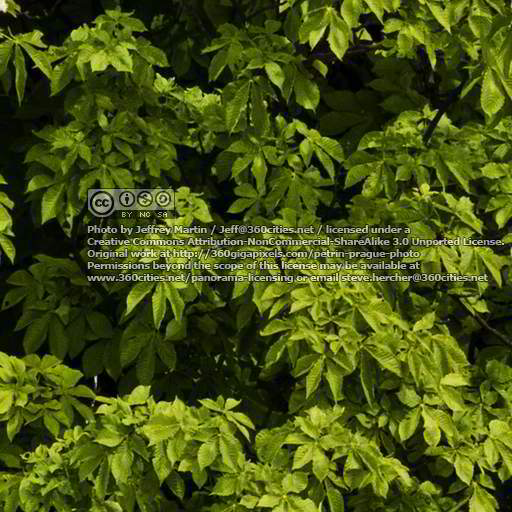 cc BY NC SA
Photo by Jeffrey Martin / Jeff@360cities.net / licensed under a
Creative Commons Attribution-NonCommercial-ShareAlike 3.0 Unported License.
Original work at http://360gigapixels.com/petrin-prague-photo
Permissions beyond the scope of this license may be available at
www.360cities.net/panorama-licensing or email steve.hercher@360cities.net